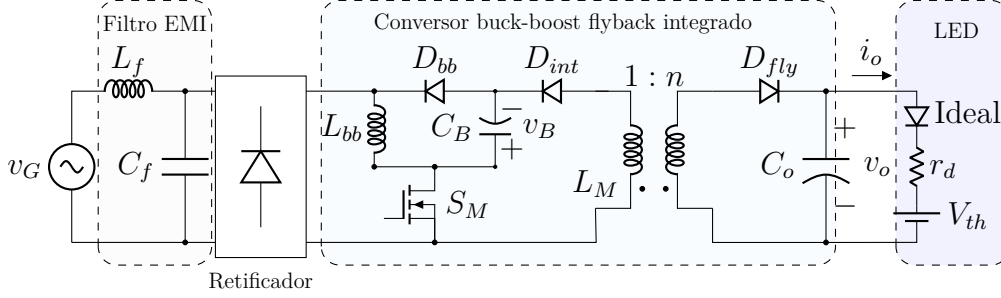 Filtro EMI
Conversor buck-boost flyback integrado
LED
L_f
D_bb
D_int
1 : n
D_fly
i_o
L_bb
C_B
−
v_B
+
Ideal
v_G
C_f
L_M
C_o
+
v_o
−
r_d
S_M
V_th
Retificador